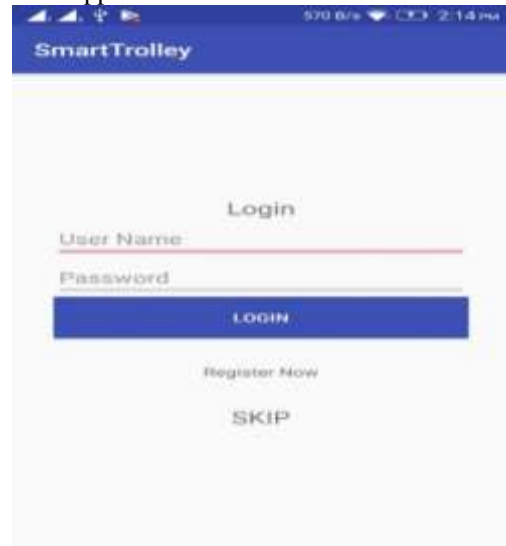 570 B/s 2:14 PM
SmartTrolley
Login
User Name
Password
LOGIN
Register Now
SKIP